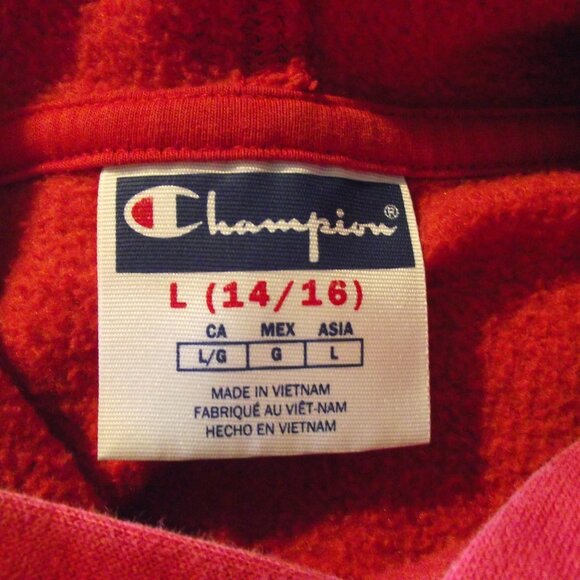 Champion®
L (14/16)
CA MEX ASIA
L/G G L
MADE IN VIETNAM
FABRIQUÉ AU VIÊT-NAM
HECHO EN VIETNAM